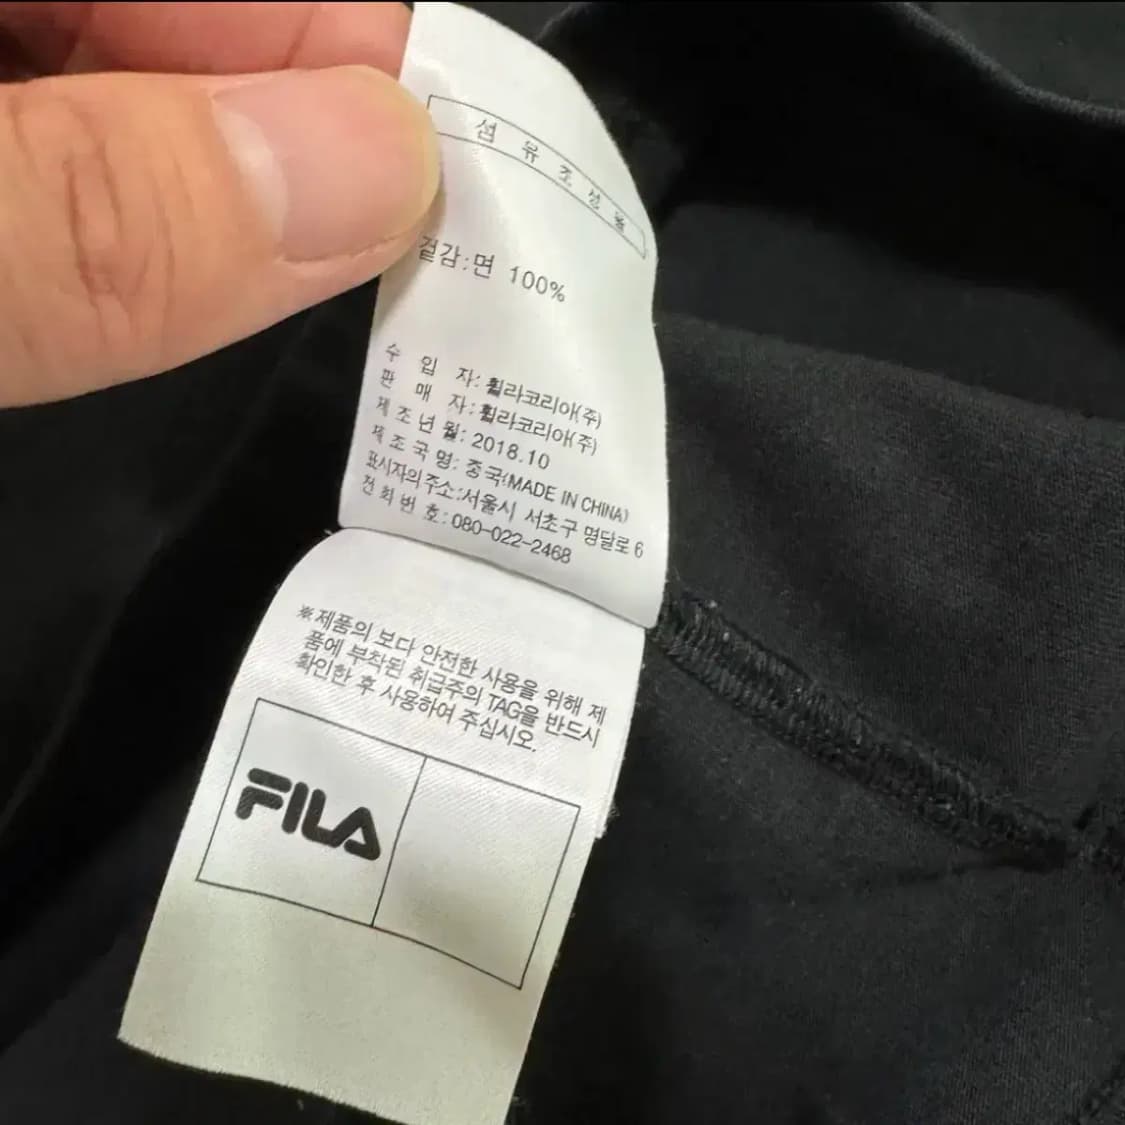 섬유조성율
겉감:면 100%
수입자:휠라코리아(주)
판매자:휠라코리아(주)
제조년월:2018.10
제조국명:중국(MADE IN CHINA)
표시자의주소:서울시 서초구 명달로 6
전화번호:080-022-2468
※제품의 보다 안전한 사용을 위해 제
품에 부착된 취급주의 TAG을 반드시
확인한 후 사용하여 주십시오.
FILA